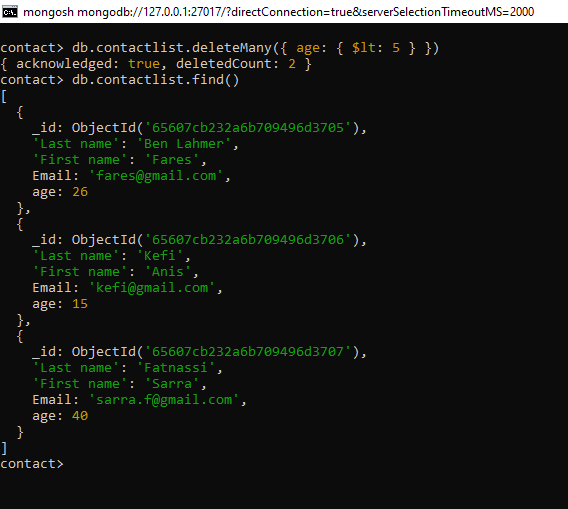 mongosh mongodb://127.0.0.1:27017/?directConnection=true&serverSelectionTimeoutMS=2000
contact> db.contactlist.deleteMany({ age: { $lt: 5 } })
{ acknowledged: true, deletedCount: 2 }
contact> db.contactlist.find()
[
  {
    _id: ObjectId('65607cb232a6b709496d3705'),
    'Last name': 'Ben Lahmer',
    'First name': 'Fares',
    Email: 'fares@gmail.com',
    age: 26
  },
  {
    _id: ObjectId('65607cb232a6b709496d3706'),
    'Last name': 'Kefi',
    'First name': 'Anis',
    Email: 'kefi@gmail.com',
    age: 15
  },
  {
    _id: ObjectId('65607cb232a6b709496d3707'),
    'Last name': 'Fatnassi',
    'First name': 'Sarra',
    Email: 'sarra.f@gmail.com',
    age: 40
  }
]
contact>